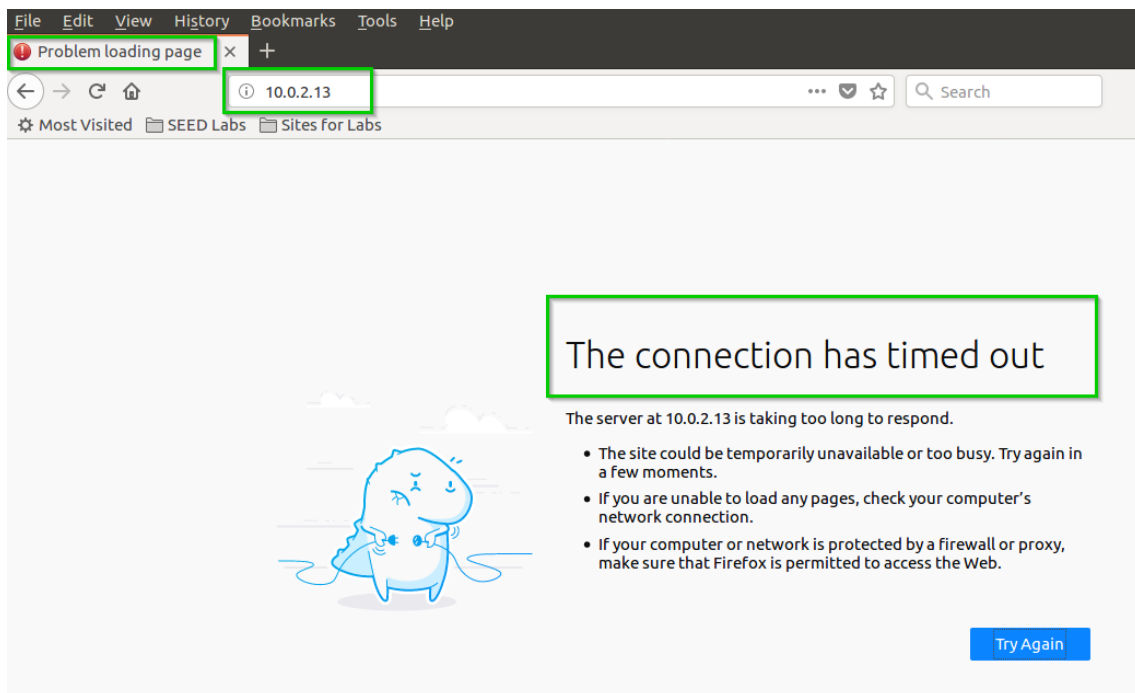 File Edit View History Bookmarks Tools Help
Problem loading page
10.0.2.13
Search
Most Visited SEED Labs Sites for Labs
The connection has timed out
The server at 10.0.2.13 is taking too long to respond.
The site could be temporarily unavailable or too busy. Try again in
a few moments.
If you are unable to load any pages, check your computer's
network connection.
If your computer or network is protected by a firewall or proxy,
make sure that Firefox is permitted to access the Web.
Try Again